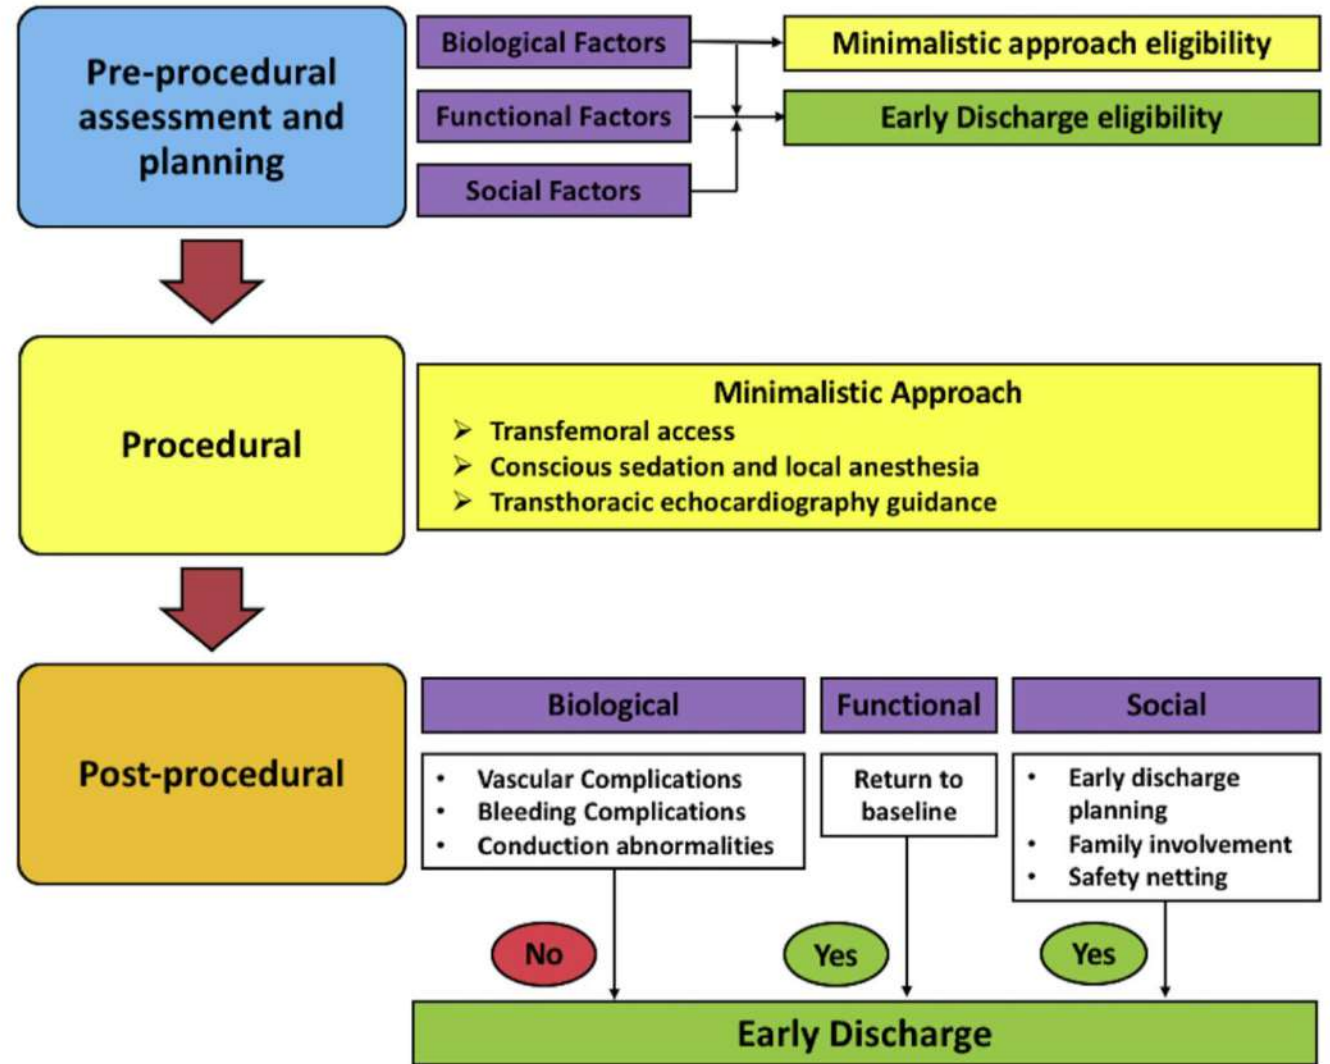 Pre-procedural
assessment and
planning
Biological Factors
Functional Factors
Social Factors
Minimalistic approach eligibility
Early Discharge eligibility
Procedural
Minimalistic Approach
➢ Transfemoral access
➢ Conscious sedation and local anesthesia
➢ Transthoracic echocardiography guidance
Post-procedural
Biological
• Vascular Complications
• Bleeding Complications
• Conduction abnormalities
Functional
Return to
baseline
Social
• Early discharge
planning
• Family involvement
• Safety netting
No
Yes
Yes
Early Discharge